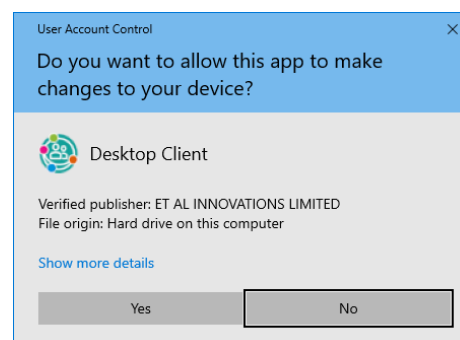 User Account Control
Do you want to allow this app to make
changes to your device?
Desktop Client
Verified publisher: ET AL INNOVATIONS LIMITED
File origin: Hard drive on this computer
Show more details
Yes
No